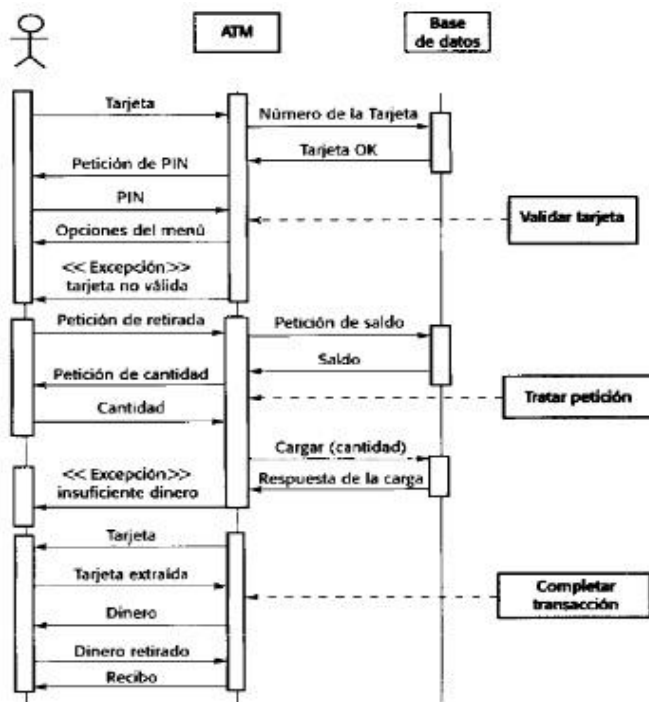 ATM
Base
de datos
Tarjeta
Número de la Tarjeta
Tarjeta OK
Petición de PIN
PIN
Validar tarjeta
Opciones del menú
<< Excepción>>
tarjeta no válida
Petición de retirada
Petición de saldo
Saldo
Petición de cantidad
Tratar petición
Cantidad
Cargar (cantidad)
<< Excepción>>
insuficiente dinero
Respuesta de la carga
Tarjeta
Tarjeta extraída
Completar
transacción
Dinero
Dinero retirado
Recibo